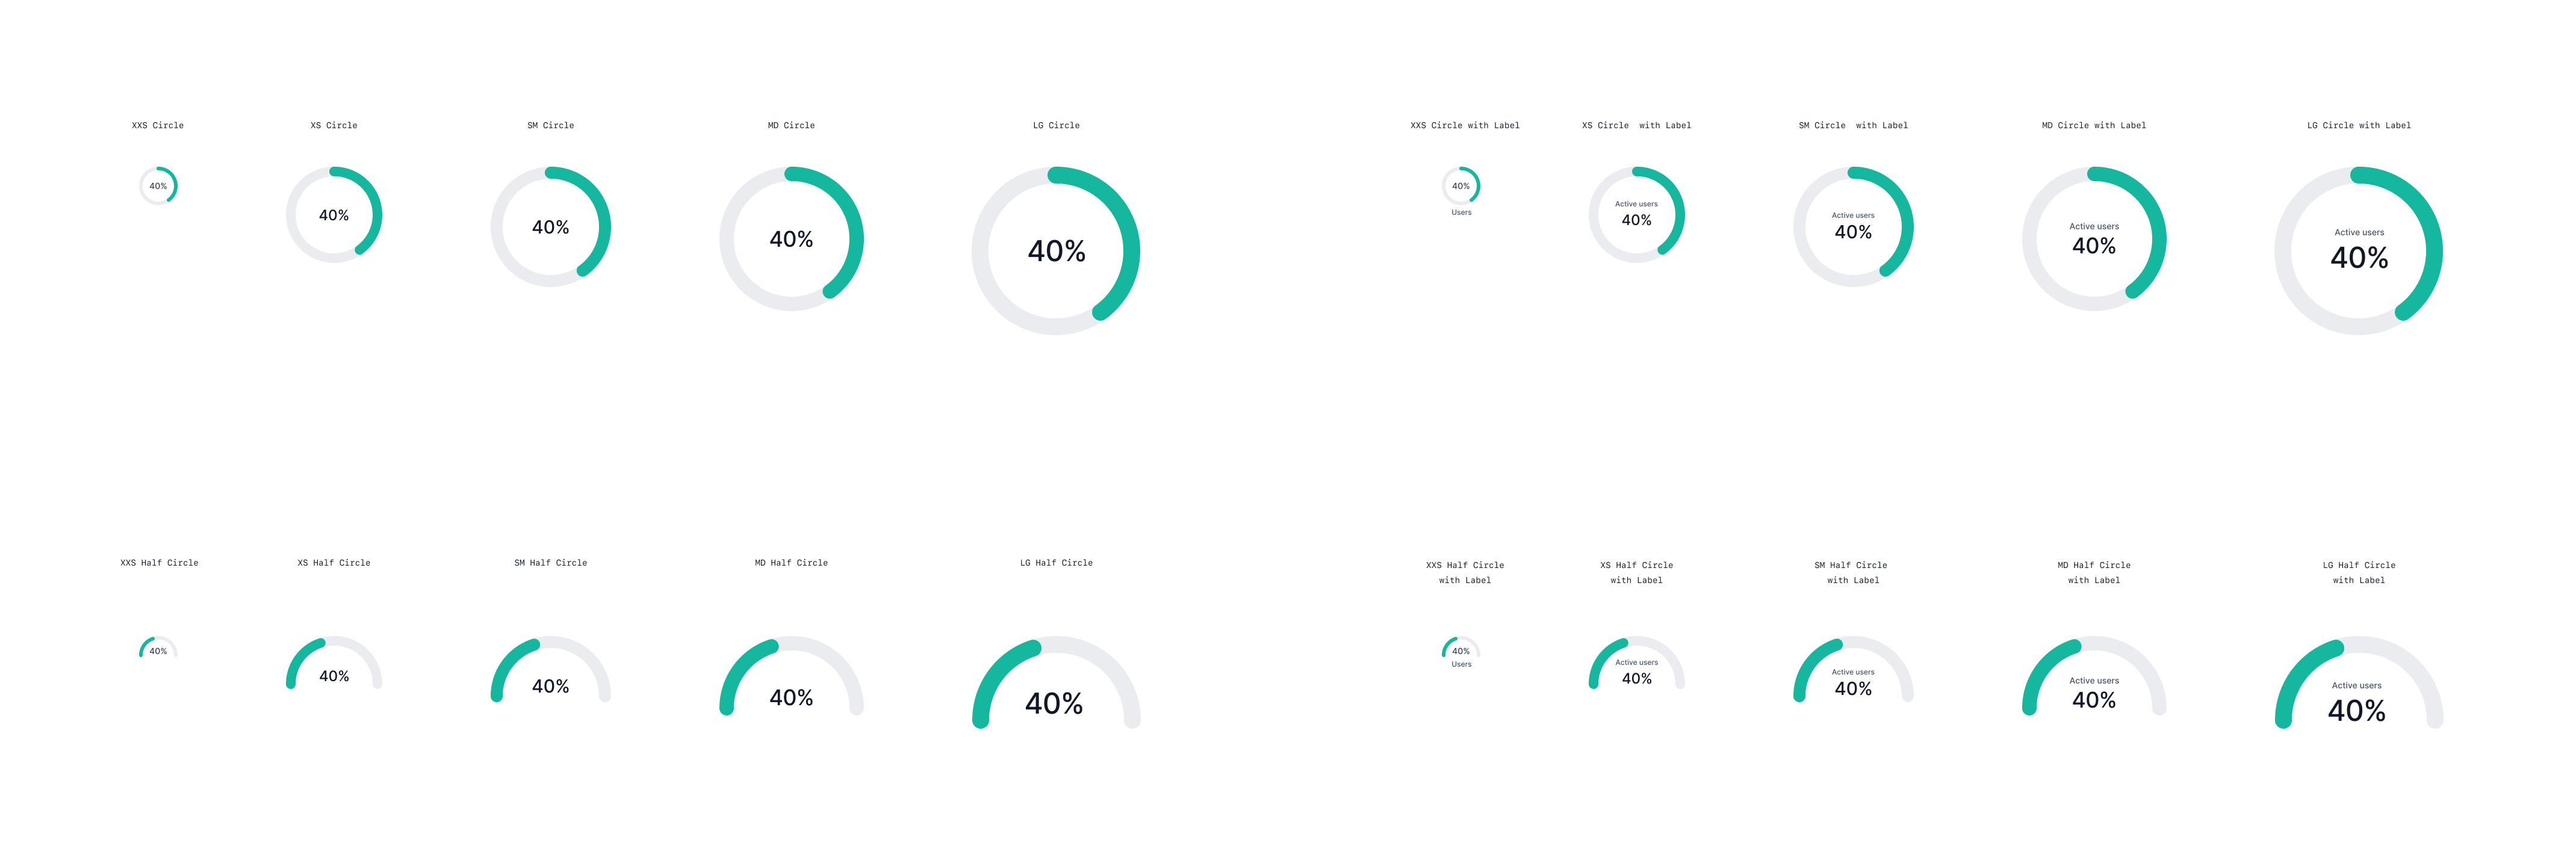 XXS Circle
XS Circle
SM Circle
MD Circle
LG Circle
40%
40%
40%
40%
40%
XXS Circle with Label
XS Circle  with Label
SM Circle  with Label
MD Circle with Label
LG Circle with Label
40%
Users
Active users
40%
Active users
40%
Active users
40%
Active users
40%
XXS Half Circle
XS Half Circle
SM Half Circle
MD Half Circle
LG Half Circle
40%
40%
40%
40%
40%
XXS Half Circle
with Label
XS Half Circle
with Label
SM Half Circle
with Label
MD Half Circle
with Label
LG Half Circle
with Label
40%
Users
Active users
40%
Active users
40%
Active users
40%
Active users
40%